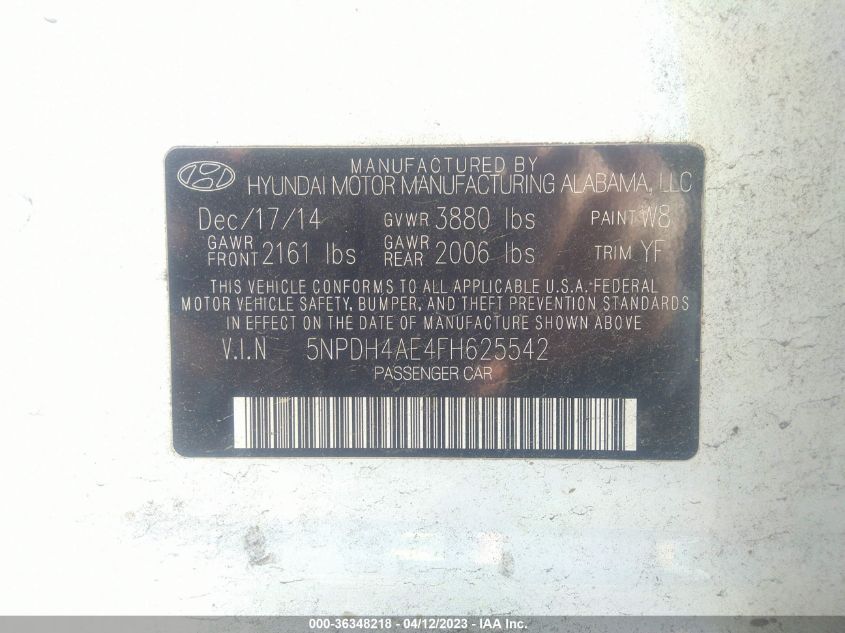 MANUFACTURED BY
HYUNDAI MOTOR MANUFACTURING ALABAMA, LLC
Dec/17/14 GVWR 3880 lbs PAINT W8
GAWR FRONT 2161 lbs GAWR REAR 2006 lbs TRIM YF
THIS VEHICLE CONFORMS TO ALL APPLICABLE U.S.A.-FEDERAL
MOTOR VEHICLE SAFETY, BUMPER, AND THEFT PREVENTION STANDARDS
IN EFFECT ON THE DATE OF MANUFACTURE SHOWN ABOVE
V.I.N 5NPDH4AE4FH625542
PASSENGER CAR
000-36348218 - 04/12/2023 - IAA Inc.